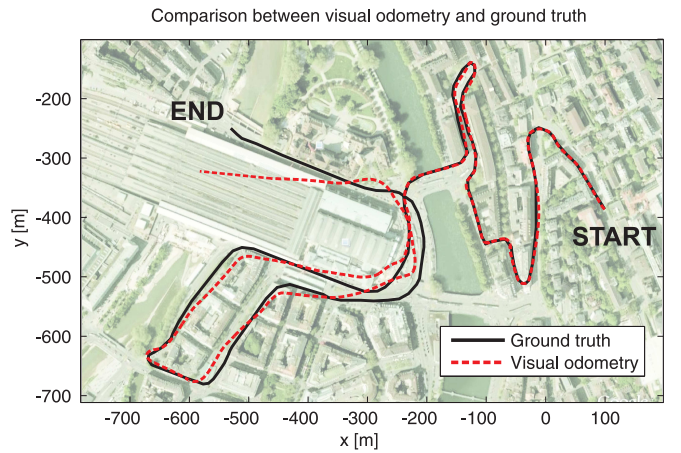 Comparison between visual odometry and ground truth
END
START
-100
-200
-300
-400
-500
-600
-700
y [m]
Ground truth
Visual odometry
-700 -600 -500 -400 -300 -200 -100 0 100
x [m]